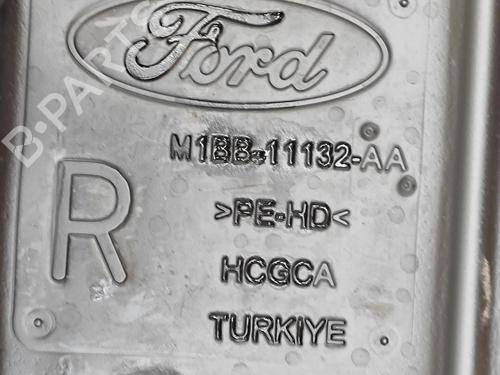 Ford
M1BB-11132-AA
R
>PE-HD<
HCGCA
TURKIYE
B-PARTS